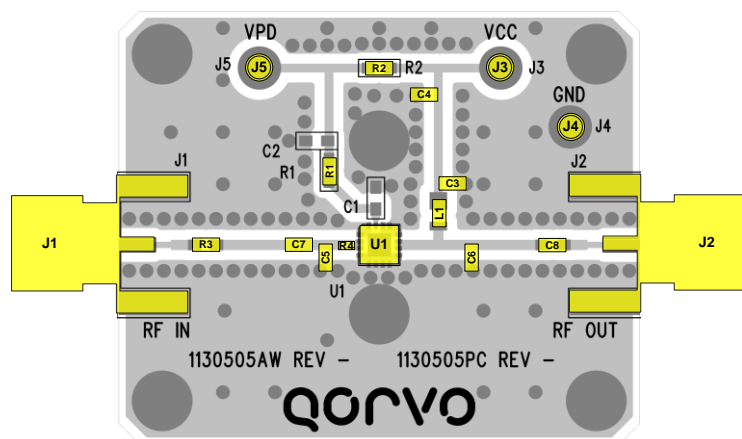 VPD
VCC
J5
J5
R2
R2
J3
J3
C4
GND
J4
J4
C2
R1
R1
J1
J2
C3
C1
L1
J1
R3
C7
R4
U1
C5
C6
C8
J2
U1
RF IN
RF OUT
1130505AW REV -
1130505PC REV -
QORVO